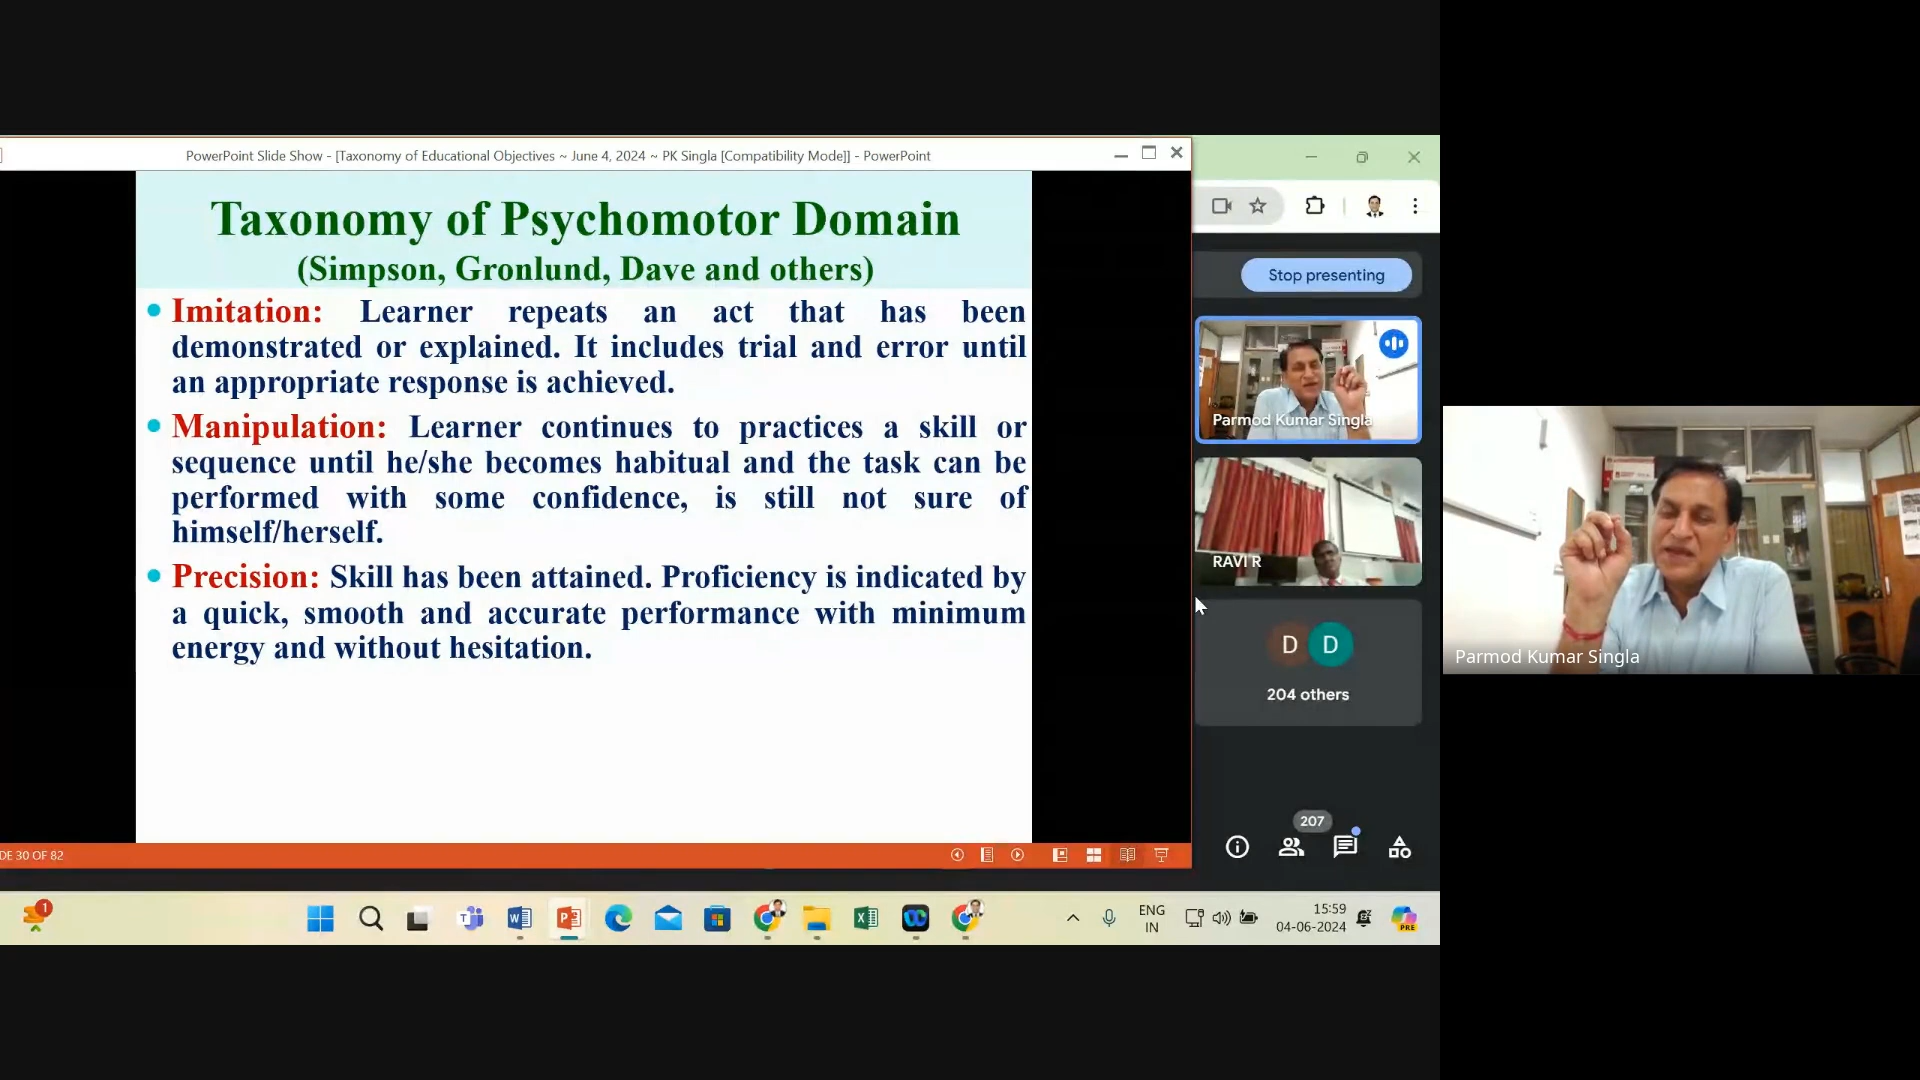 PowerPoint Slide Show - [Taxonomy of Educational Objectives ~ June 4, 2024 ~ PK Singla [Compatibility Mode]] - PowerPoint
Taxonomy of Psychomotor Domain
(Simpson, Gronlund, Dave and others)
Imitation: Learner repeats an act that has been
demonstrated or explained. It includes trial and error until
an appropriate response is achieved.
Manipulation: Learner continues to practices a skill or
sequence until he/she becomes habitual and the task can be
performed with some confidence, is still not sure of
himself/herself.
Precision: Skill has been attained. Proficiency is indicated by
a quick, smooth and accurate performance with minimum
energy and without hesitation.
DE 30 OF 82
Stop presenting
Parmod Kumar Singla
RAVI R
D D
204 others
207
1
ENG
IN
15:59
04-06-2024
PRE
Parmod Kumar Singla